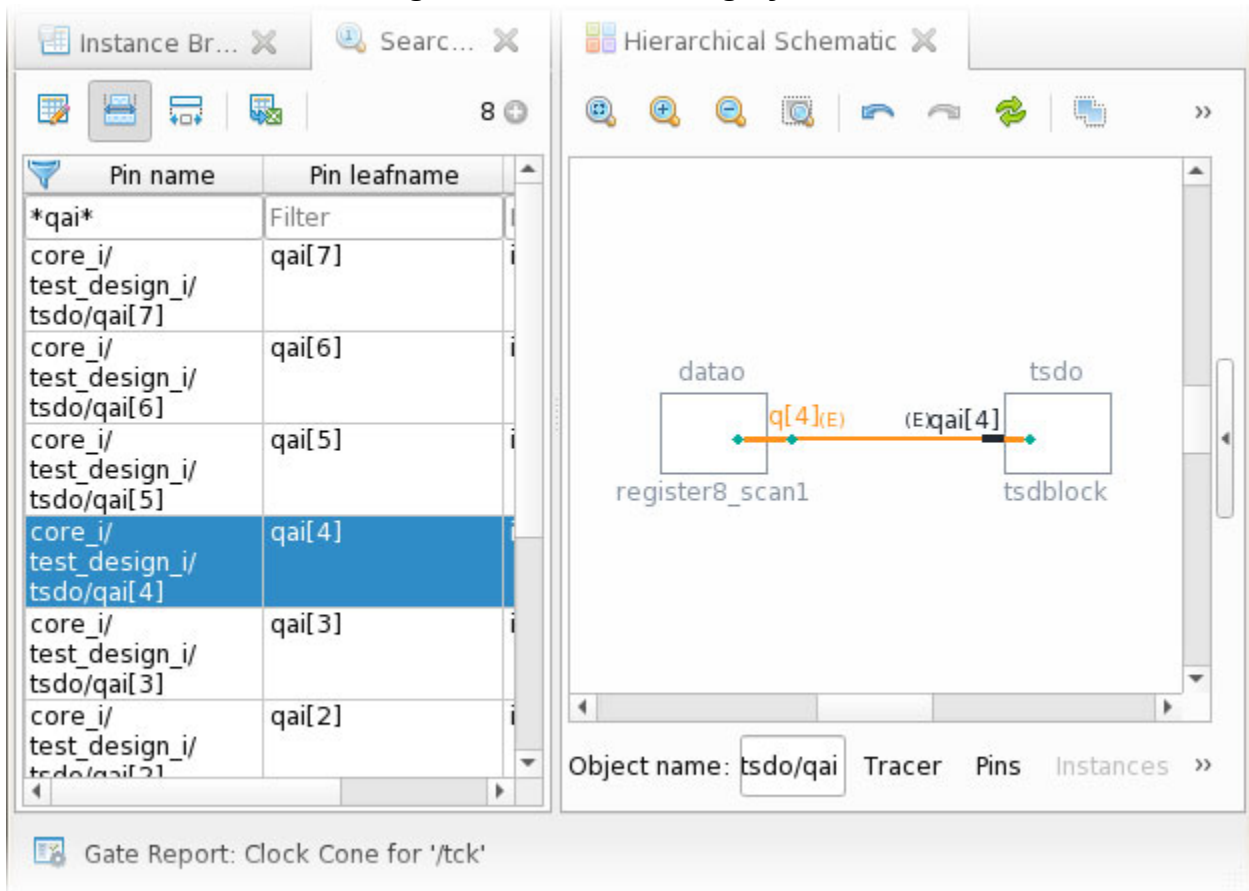 Instance Br...
Searc...
Hierarchical Schematic
8
Pin name
Pin leafname
*qai*
Filter
core_i/
test_design_i/
tsdo/qai[7]
qai[7]
core_i/
test_design_i/
tsdo/qai[6]
qai[6]
core_i/
test_design_i/
tsdo/qai[5]
qai[5]
core_i/
test_design_i/
tsdo/qai[4]
qai[4]
core_i/
test_design_i/
tsdo/qai[3]
qai[3]
core_i/
test_design_i/
tsdo/qai[2]
qai[2]
datao
tsdo
q[4](E)
(E)qai[4]
register8_scan1
tsdblock
Object name: tsdo/qai Tracer Pins Instances »
Gate Report: Clock Cone for '/tck'